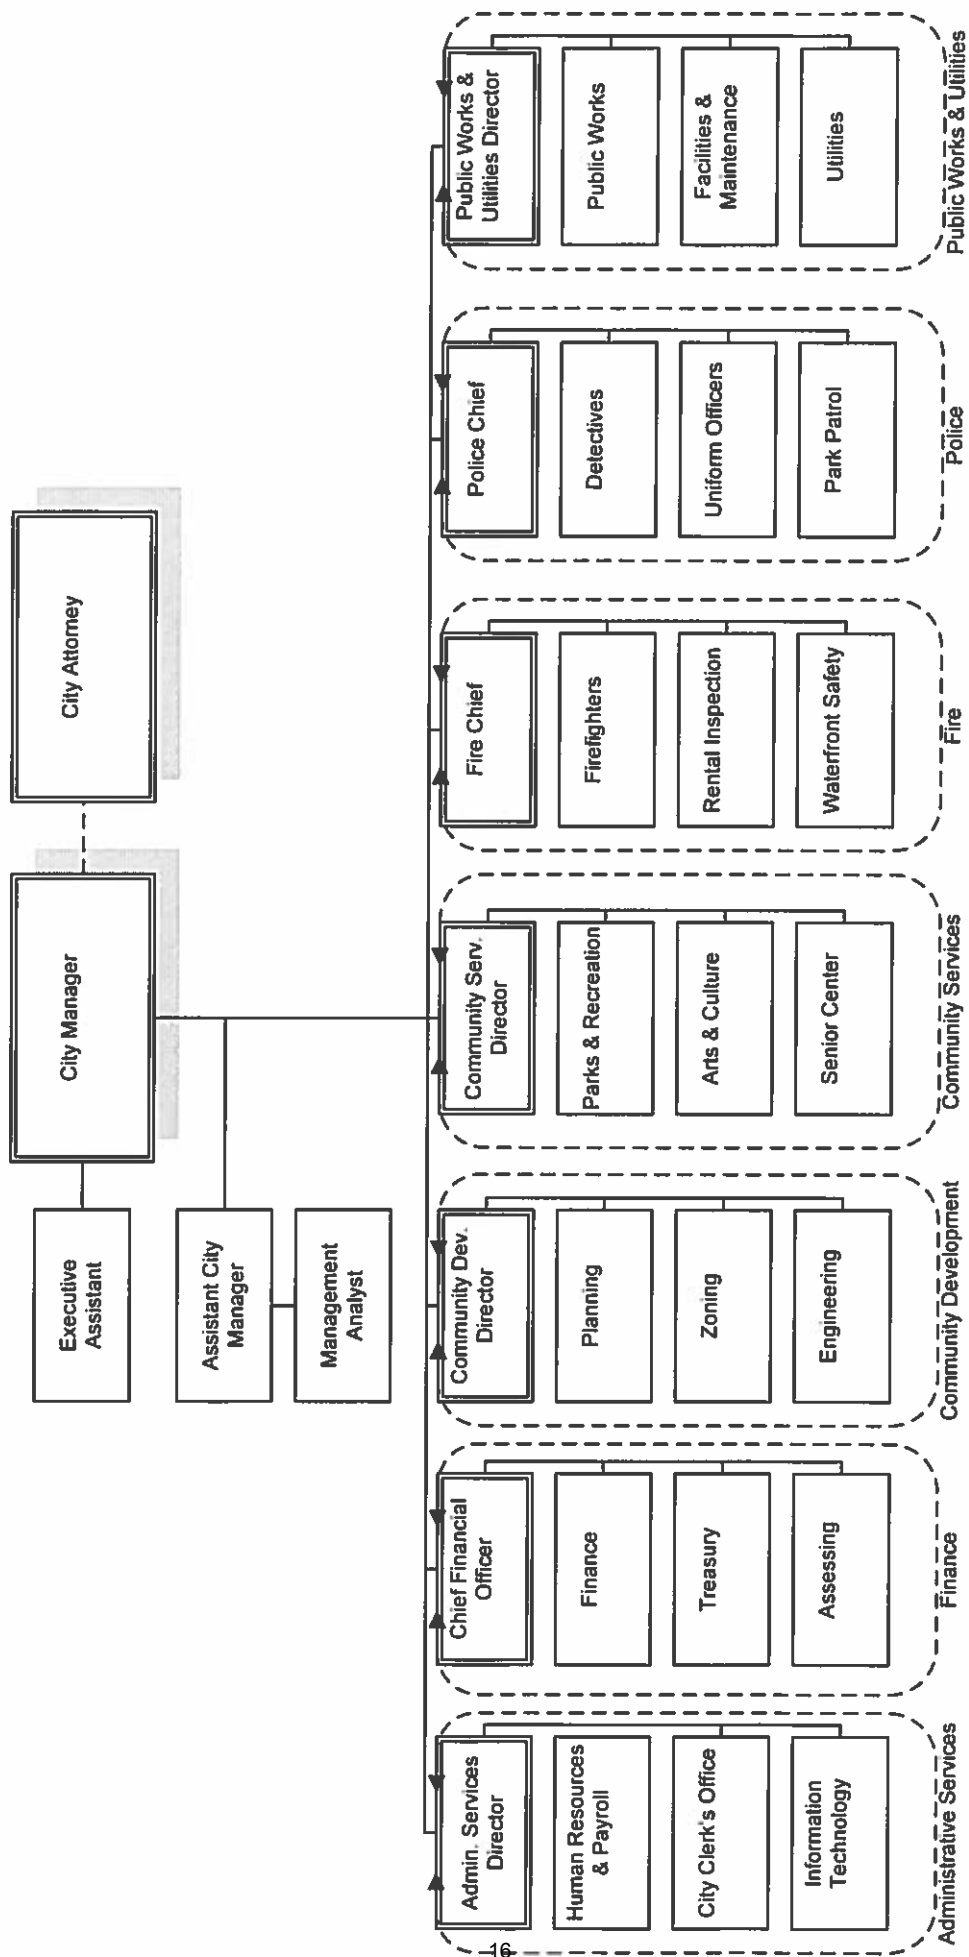 City Manager
City Attorney
Executive
Assistant
Assistant City
Manager
Management
Analyst
Admin. Services
Director
Human Resources
& Payroll
City Clerk's Office
Information
Technology
Administrative Services
Chief Financial
Officer
Finance
Treasury
Assessing
Finance
Community Dev.
Director
Planning
Zoning
Engineering
Community Development
Community Serv.
Director
Parks & Recreation
Arts & Culture
Senior Center
Community Services
Fire Chief
Firefighters
Rental Inspection
Waterfront Safety
Fire
Police Chief
Detectives
Uniform Officers
Park Patrol
Police
Public Works &
Utilities Director
Public Works
Facilities &
Maintenance
Utilities
Public Works & Utilities
16